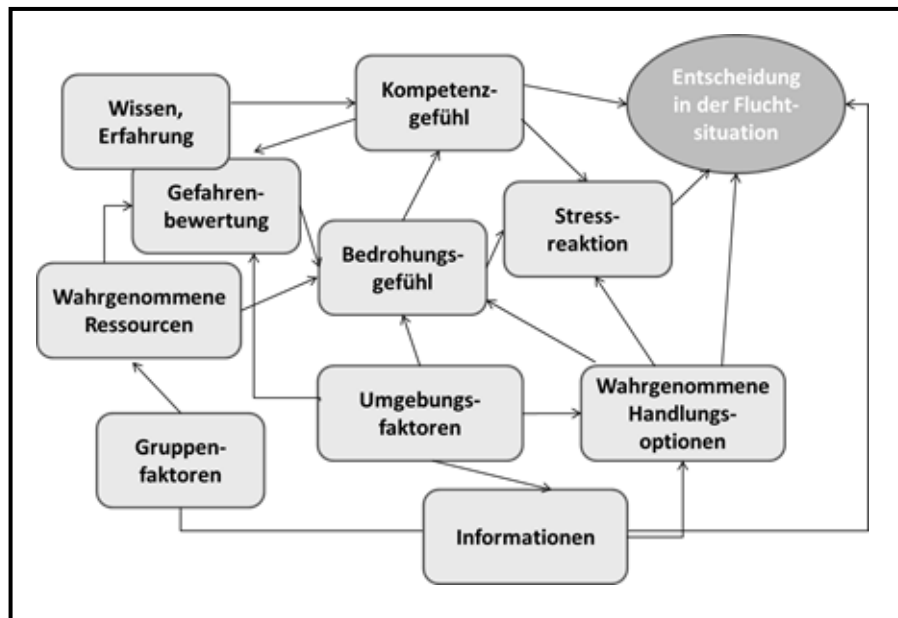 Wissen,
Erfahrung
Kompetenz-
gefühl
Entscheidung
in der Flucht-
situation
Gefahren-
bewertung
Bedrohungs-
gefühl
Stress-
reaktion
Wahrgenommene
Ressourcen
Umgebungs-
faktoren
Wahrgenommene
Handlungs-
optionen
Gruppen-
faktoren
Informationen